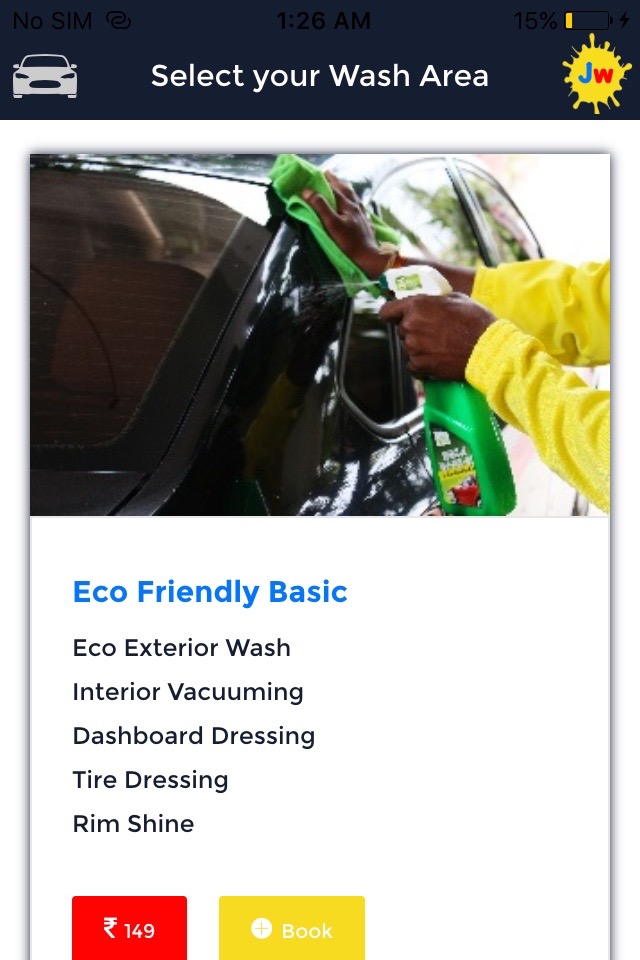 No SIM 1:26 AM 15%
Select your Wash Area
Jw
Eco Friendly Basic
Eco Exterior Wash
Interior Vacuuming
Dashboard Dressing
Tire Dressing
Rim Shine
₹ 149
Book